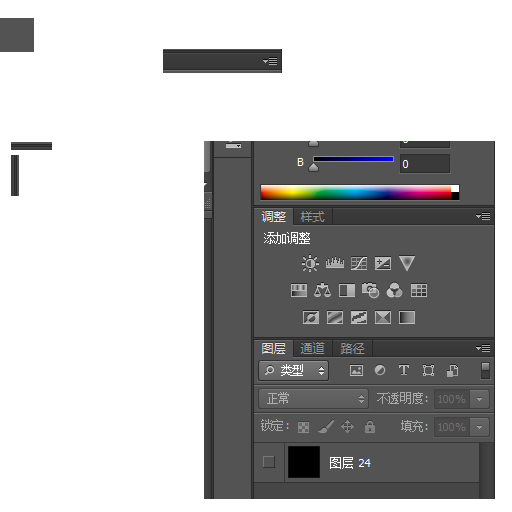 B 0
调整 样式
添加调整
图层 通道 路径
类型 T
正常 不透明度: 100%
锁定: 填充: 100%
图层 24